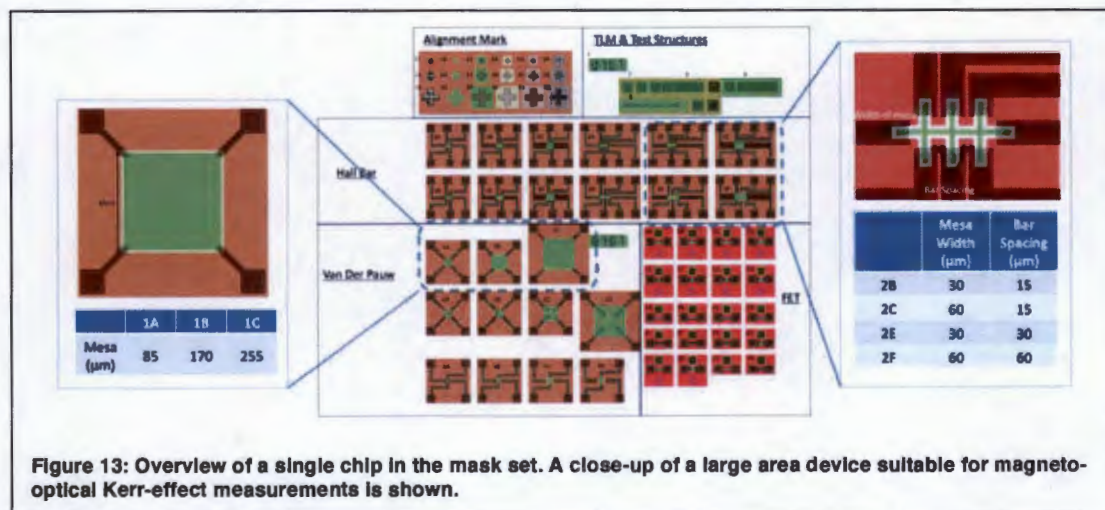 Alignment Mark
TLM & Test Structures
Hall Bar
Van Der Pauw
FET
1A 1B 1C
Mesa (µm) 85 170 255
Bar Spacing
Mesa Width (µm) Bar Spacing (µm)
2B 30 15
2C 60 15
2E 30 30
2F 60 60
Figure 13: Overview of a single chip in the mask set. A close-up of a large area device suitable for magneto-
optical Kerr-effect measurements is shown.